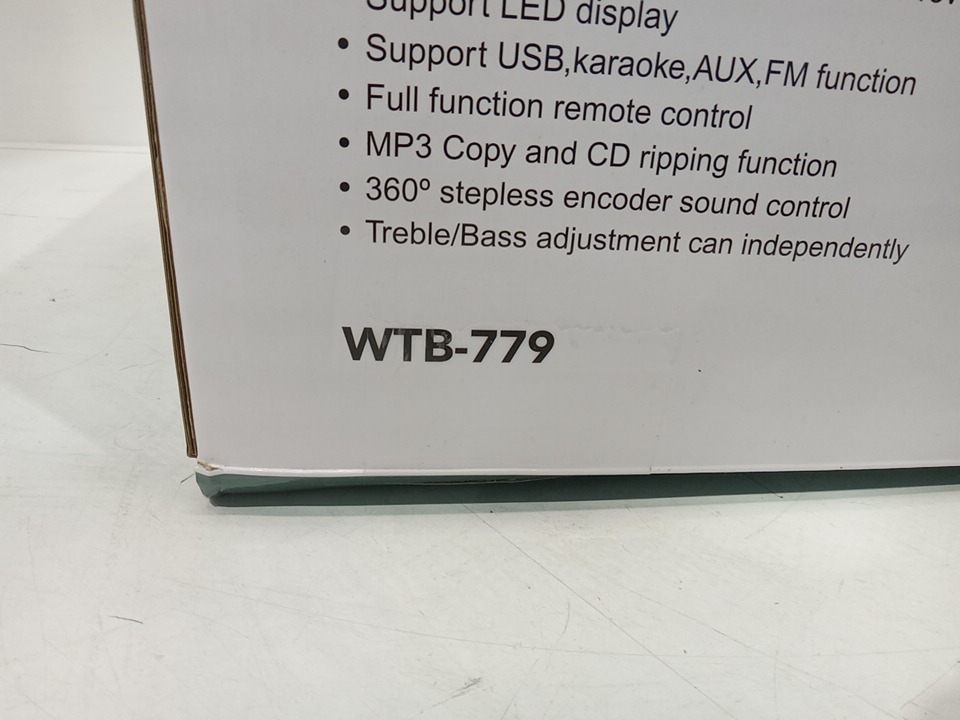 Support LED display
• Support USB,karaoke,AUX,FM function
• Full function remote control
• MP3 Copy and CD ripping function
• 360° stepless encoder sound control
• Treble/Bass adjustment can independently
WTB-779